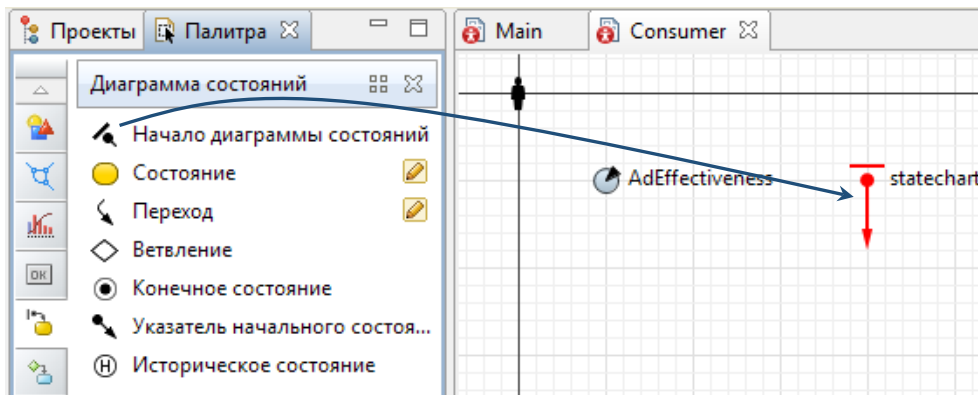 Проекты
Палитра
Main
Consumer
Диаграмма состояний
Начало диаграммы состояний
Состояние
Переход
Ветвление
OK
Конечное состояние
Указатель начального состоя...
H Историческое состояние
AdEffectiveness
statechart